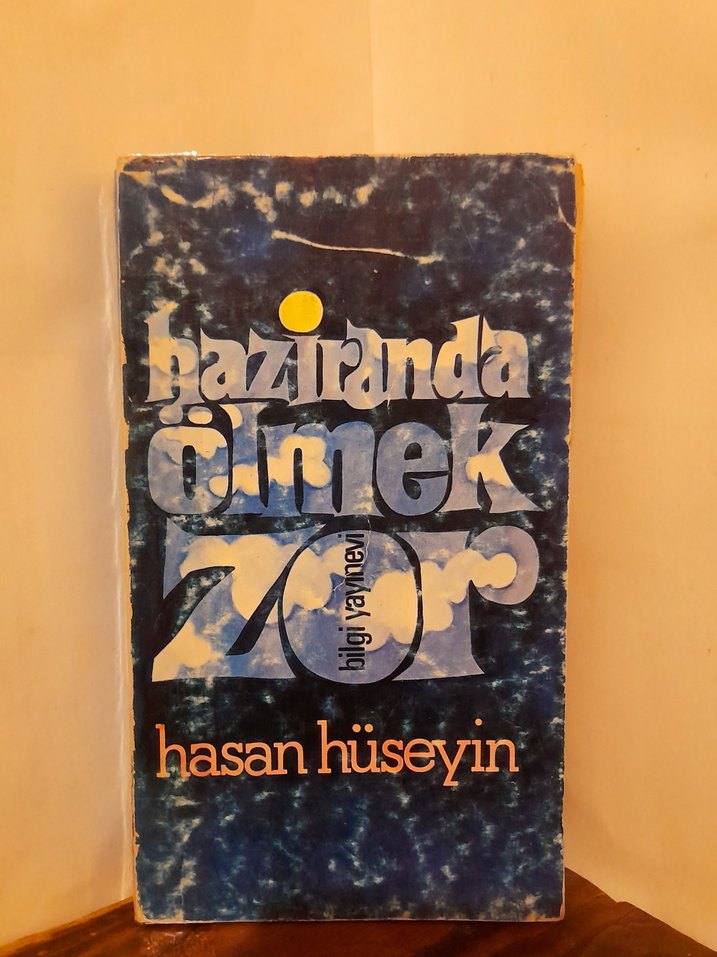 haziranda
ölmek
zor
bilgi yayınevi
hasan hüseyin